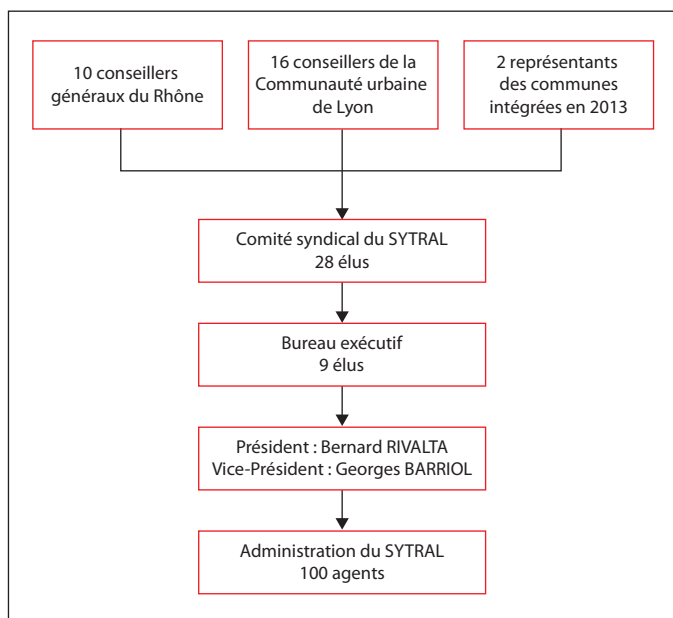 10 conseillers
généraux du Rhône
16 conseillers de la
Communauté urbaine
de Lyon
2 représentants
des communes
intégrées en 2013
Comité syndical du SYTRAL
28 élus
Bureau exécutif
9 élus
Président : Bernard RIVALTA
Vice-Président : Georges BARRIOL
Administration du SYTRAL
100 agents